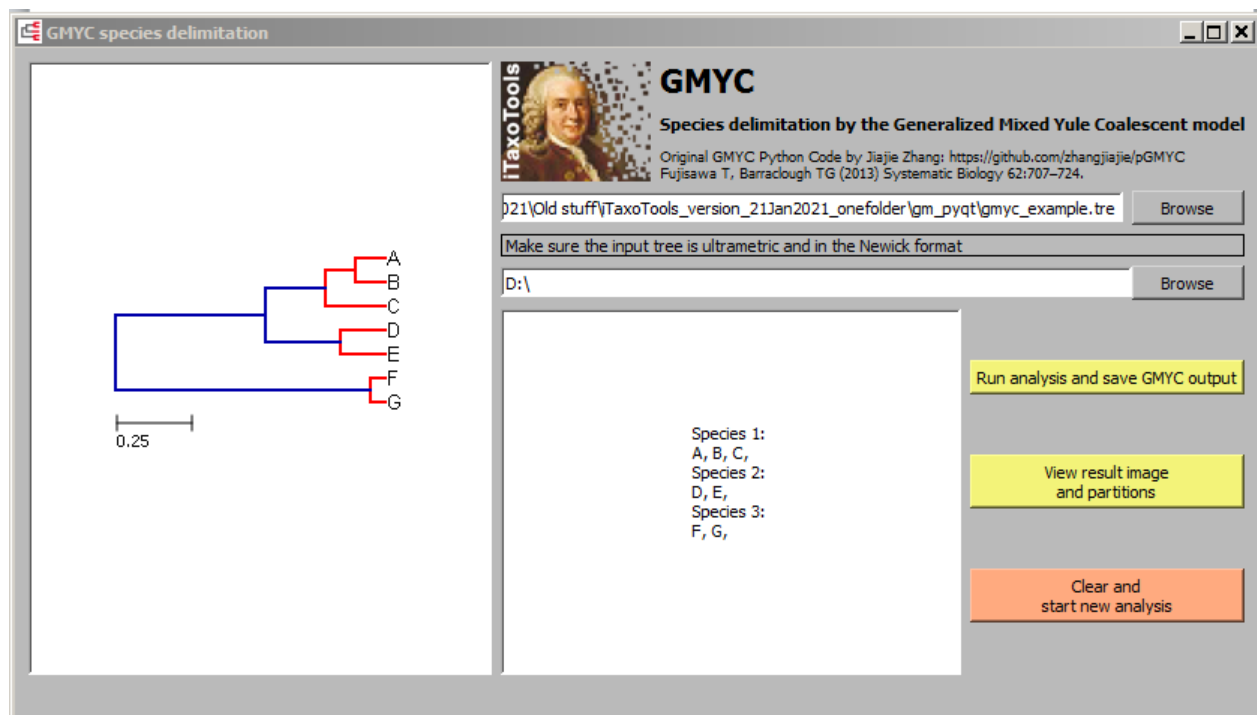 GMYC species delimitation
A
B
C
D
E
F
G
0.25
iTaxoTools
GMYC
Species delimitation by the Generalized Mixed Yule Coalescent model
Original GMYC Python Code by Jiajie Zhang: https://github.com/zhangjiajie/pGMYC
Fujisawa T, Barraclough TG (2013) Systematic Biology 62:707–724.
021\Old stuff\iTaxoTools_version_21Jan2021_onefolder\gm_pyqt\gmyc_example.tre
Browse
Make sure the input tree is ultrametric and in the Newick format
D:\
Browse
Species 1:
A, B, C,
Species 2:
D, E,
Species 3:
F, G,
Run analysis and save GMYC output
View result image
and partitions
Clear and
start new analysis